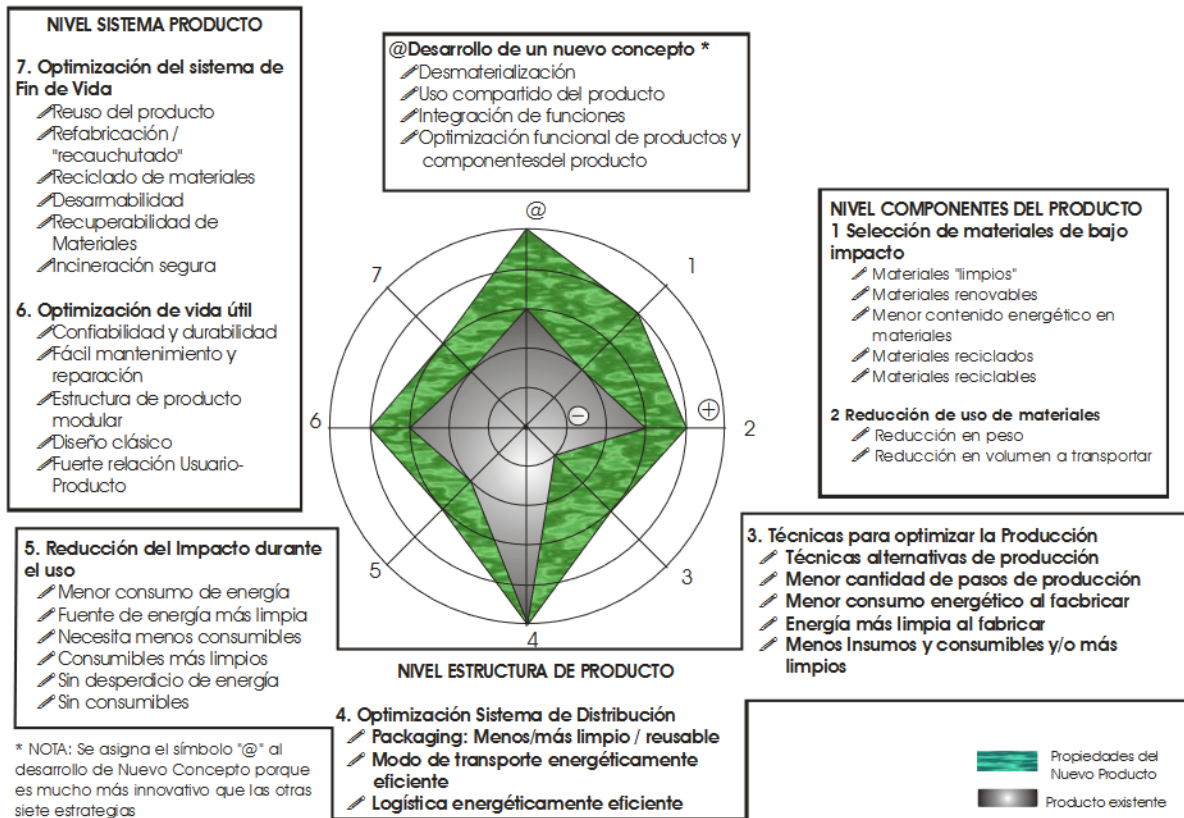 NIVEL SISTEMA PRODUCTO
7. Optimización del sistema de
Fin de Vida
Reuso del producto
Refabricación /
"recauchutado"
Reciclado de materiales
Desarmabilidad
Recuperabilidad de
Materiales
Incineración segura
6. Optimización de vida útil
Confiabilidad y durabilidad
Fácil mantenimiento y
reparación
Estructura de producto
modular
Diseño clásico
Fuerte relación Usuario-
Producto
@Desarrollo de un nuevo concepto *
Desmaterialización
Uso compartido del producto
Integración de funciones
Optimización funcional de productos y
componentesdel producto
NIVEL COMPONENTES DEL PRODUCTO
1 Selección de materiales de bajo
impacto
Materiales "limpios"
Materiales renovables
Menor contenido energético en
materiales
Materiales reciclados
Materiales reciclables
2 Reducción de uso de materiales
Reducción en peso
Reducción en volumen a transportar
@
1
2
3
4
5
6
7
−
+
5. Reducción del Impacto durante
el uso
Menor consumo de energía
Fuente de energía más limpia
Necesita menos consumibles
Consumibles más limpios
Sin desperdicio de energía
Sin consumibles
NIVEL ESTRUCTURA DE PRODUCTO
3. Técnicas para optimizar la Producción
Técnicas alternativas de producción
Menor cantidad de pasos de producción
Menor consumo energético al facbricar
Energía más limpia al fabricar
Menos Insumos y consumibles y/o más
limpios
4. Optimización Sistema de Distribución
Packaging: Menos/más limpio / reusable
Modo de transporte energéticamente
eficiente
Logística energéticamente eficiente
* NOTA: Se asigna el símbolo "@" al
desarrollo de Nuevo Concepto porque
es mucho más innovativo que las otras
siete estrategias
Propiedades del
Nuevo Producto
Producto existente